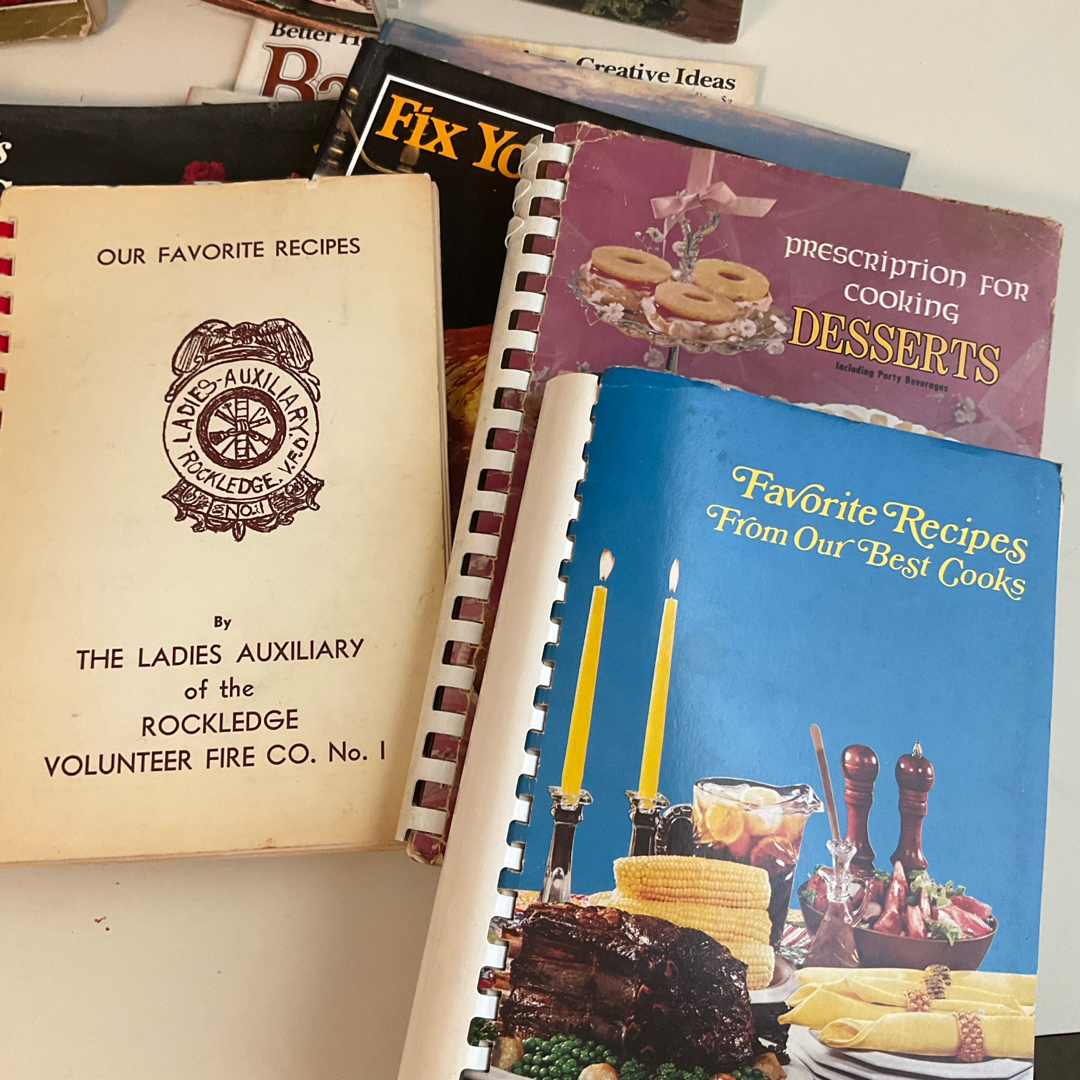 Better Ho
Ba
Creative Ideas
Fix Yo
s
OUR FAVORITE RECIPES
LADIES-AUXILIARY.
ROCKLEDGE. V.F.D.
NO.1
By
THE LADIES AUXILIARY
of the
ROCKLEDGE
VOLUNTEER FIRE CO. No. 1
PRESCRIPTION FOR
COOKING
DESSERTS
Including Party Beverages
Favorite Recipes
From Our Best Cooks